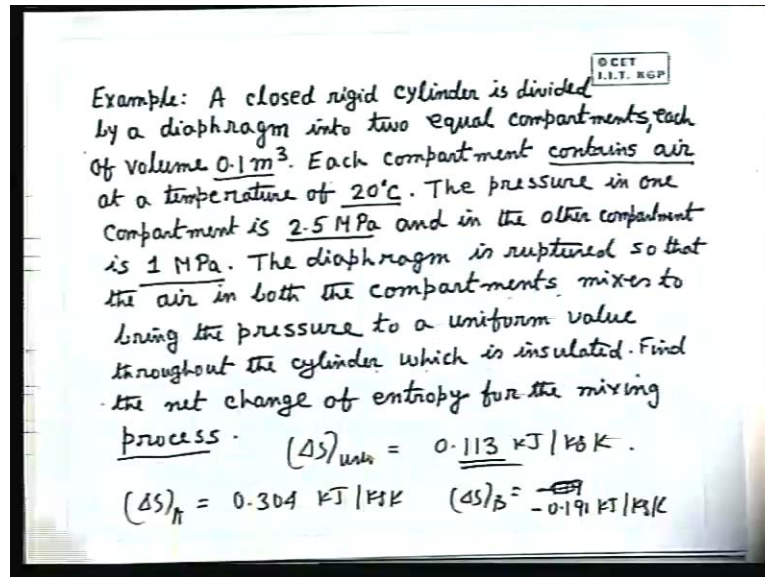 © CET
I.I.T. KGP
Example: A closed rigid cylinder is divided
by a diaphragm into two equal compartments, each
of volume 0.1 m³. Each compartment contains air
at a temperature of 20°C. The pressure in one
compartment is 2.5 MPa and in the other compartment
is 1 MPa. The diaphragm is ruptured so that
the air in both the compartments mixes to
bring the pressure to a uniform value
throughout the cylinder which is insulated. Find
the net change of entropy for the mixing
process. (ΔS)univ = 0.113 kJ/kgK.
(ΔS)A = 0.304 kJ/kgK (ΔS)B = -0.191 kJ/kgK